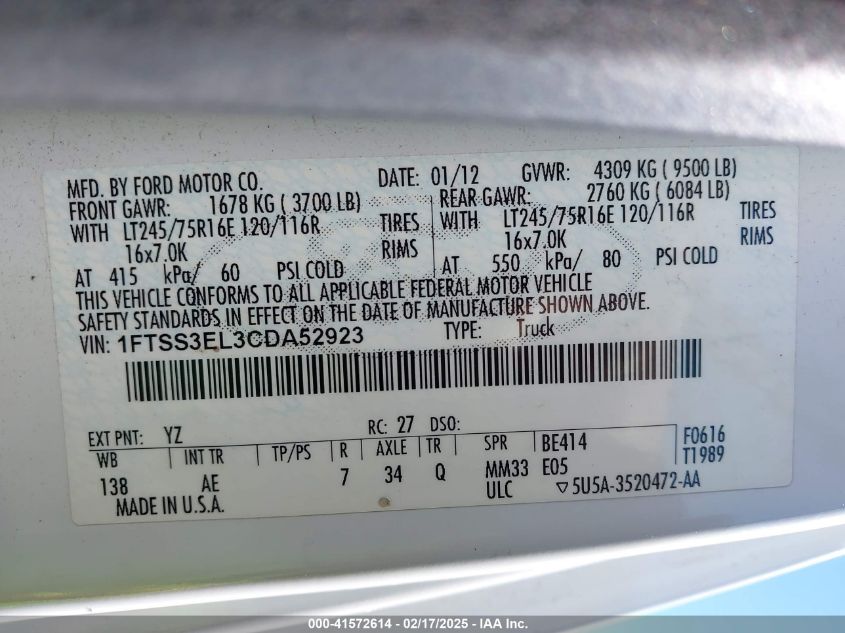 MFD. BY FORD MOTOR CO. DATE: 01/12 GVWR: 4309 KG ( 9500 LB)
FRONT GAWR: 1678 KG ( 3700 LB) REAR GAWR: 2760 KG ( 6084 LB)
WITH LT245/75R16E 120/116R TIRES WITH LT245/75R16E 120/116R TIRES
16x7.0K RIMS 16x7.0K RIMS
AT 415 kPa/ 60 PSI COLD AT 550 kPa/ 80 PSI COLD
THIS VEHICLE CONFORMS TO ALL APPLICABLE FEDERAL MOTOR VEHICLE
SAFETY STANDARDS IN EFFECT ON THE DATE OF MANUFACTURE SHOWN ABOVE.
VIN: 1FTSS3EL3CDA52923 TYPE: Truck
EXT PNT: YZ RC: 27 DSO:
WB INT TR TP/PS R AXLE TR SPR BE414 F0616
138 AE 7 34 Q MM33 E05 T1989
MADE IN U.S.A. ULC ▽5U5A-3520472-AA
000-41572614 - 02/17/2025 - IAA Inc.